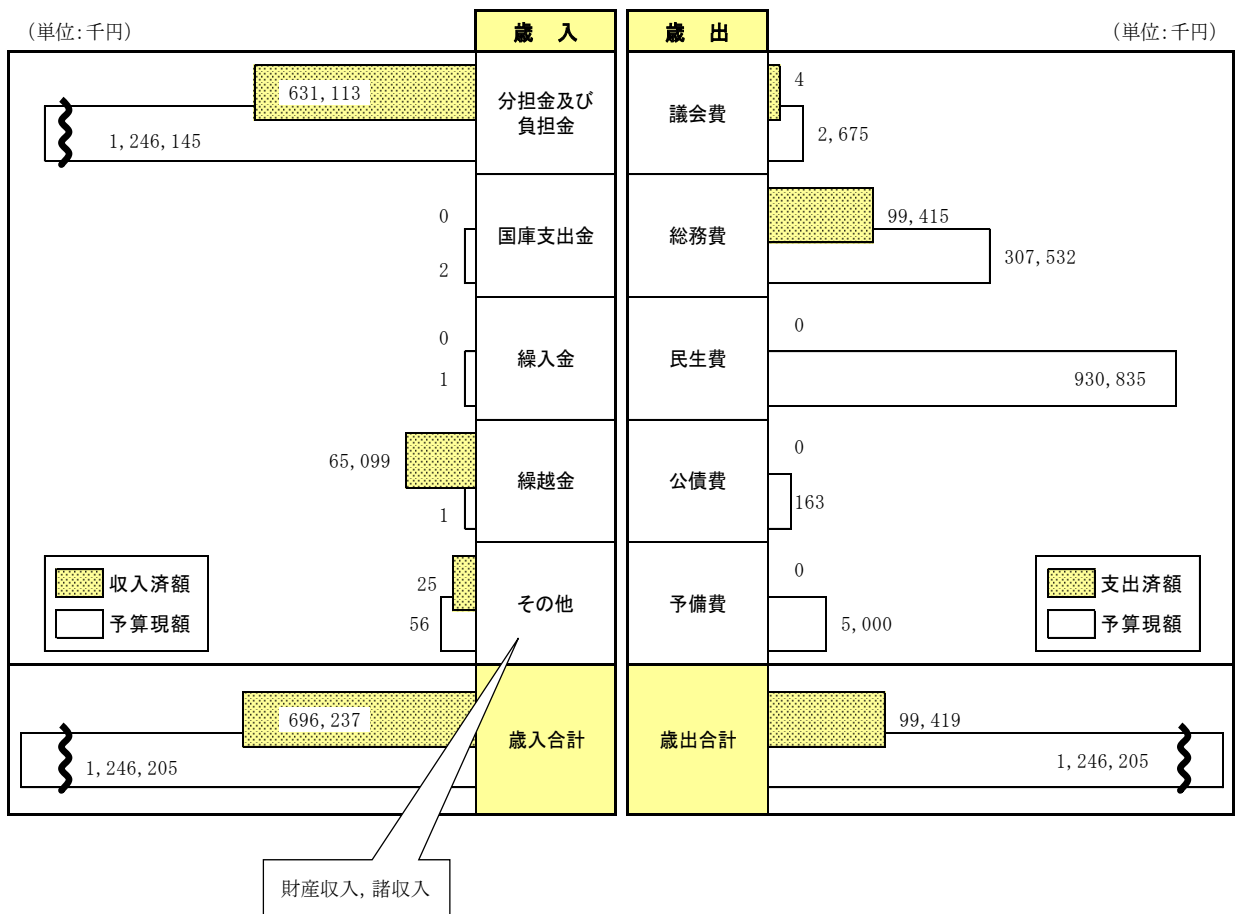 (単位:千円)
歳　入
歳　出
(単位:千円)
631,113
1,246,145
分担金及び
負担金
議会費
4
2,675
0
2
国庫支出金
総務費
99,415
307,532
0
1
繰入金
民生費
0
930,835
65,099
1
繰越金
公債費
0
163
25
56
その他
予備費
0
5,000
収入済額
予算現額
支出済額
予算現額
696,237
1,246,205
歳入合計
歳出合計
99,419
1,246,205
財産収入, 諸収入